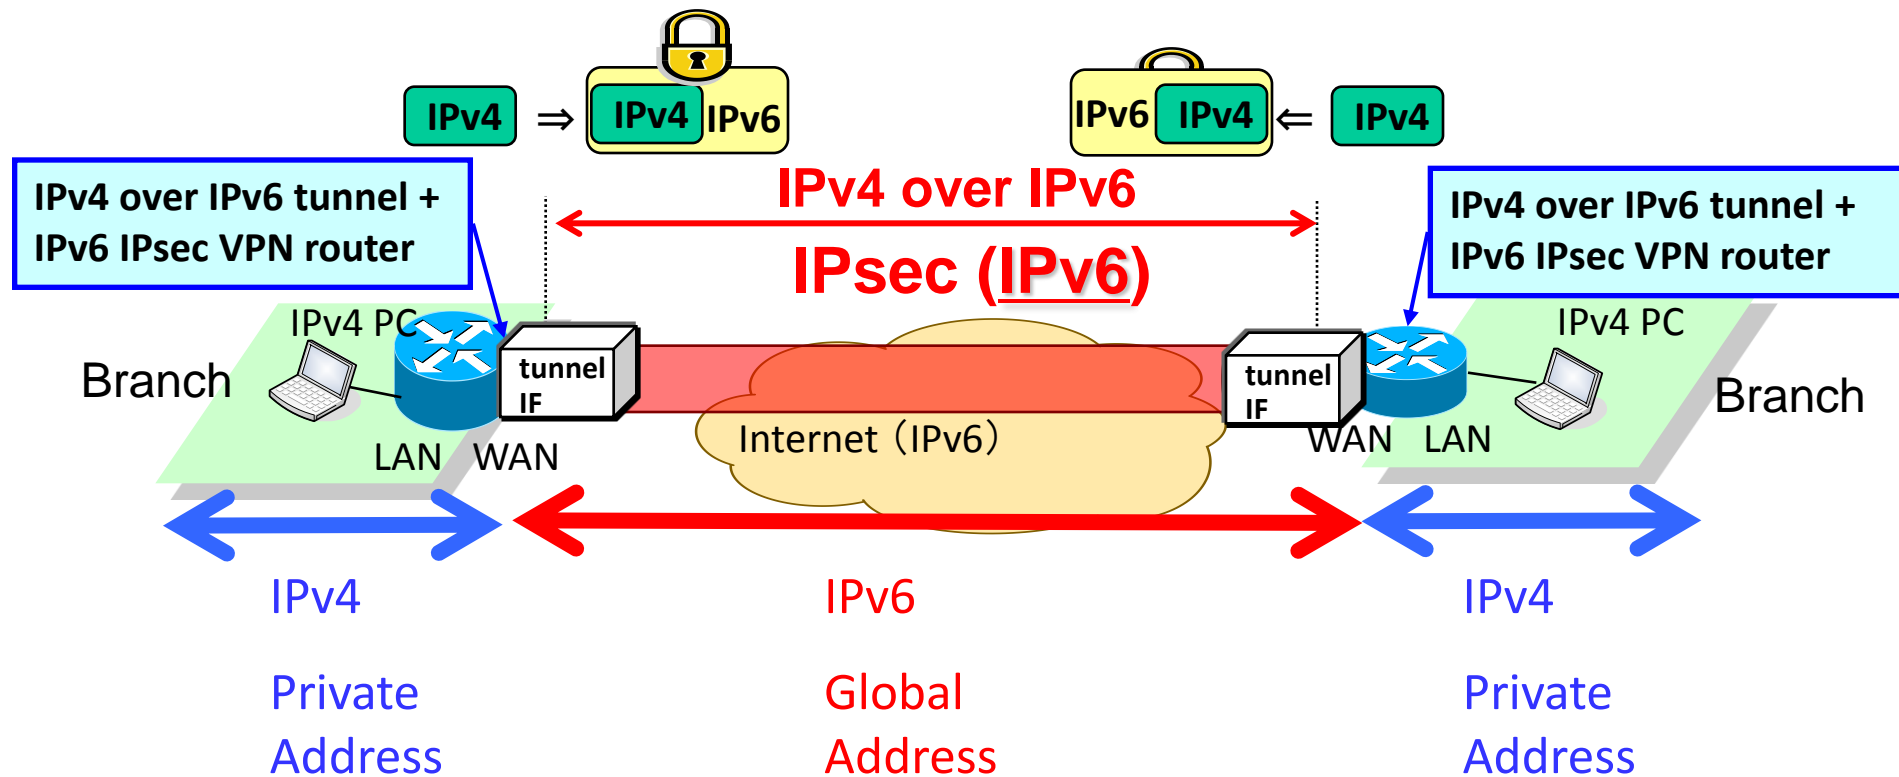 IPv4 ⇒ IPv4 IPv6
IPv6 IPv4 ⇐ IPv4
IPv4 over IPv6 tunnel +
IPv6 IPsec VPN router
IPv4 over IPv6
IPsec (IPv6)
IPv4 over IPv6 tunnel +
IPv6 IPsec VPN router
IPv4 PC
IPv4 PC
Branch
tunnel
IF
tunnel
IF
Branch
LAN WAN
Internet（IPv6）
WAN LAN
IPv4
Private
Address
IPv6
Global
Address
IPv4
Private
Address